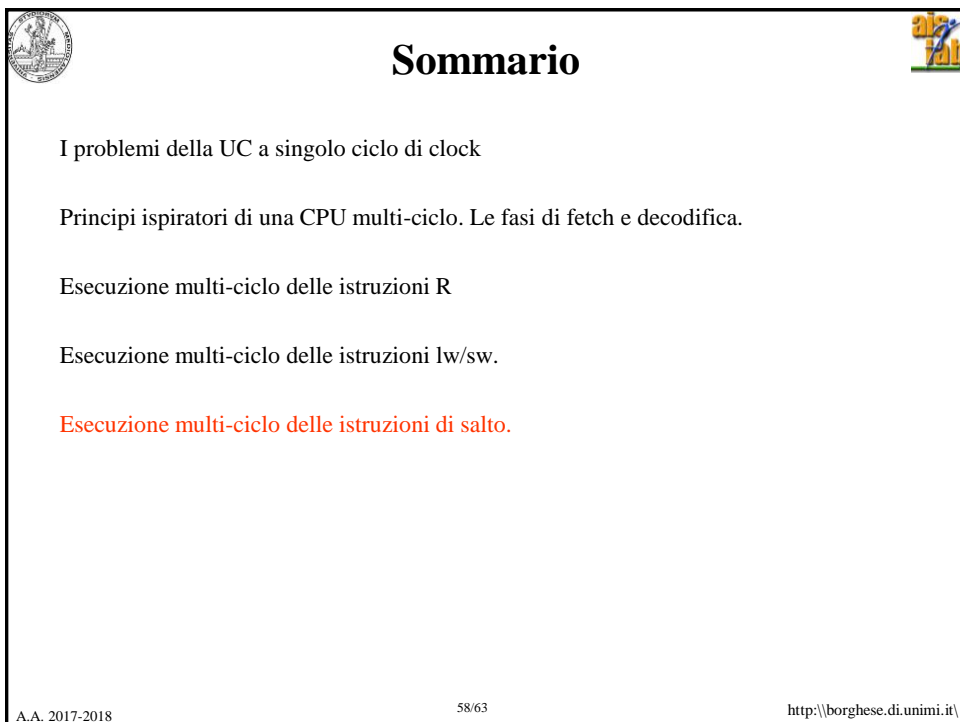 Sommario
I problemi della UC a singolo ciclo di clock
Principi ispiratori di una CPU multi-ciclo. Le fasi di fetch e decodifica.
Esecuzione multi-ciclo delle istruzioni R
Esecuzione multi-ciclo delle istruzioni lw/sw.
Esecuzione multi-ciclo delle istruzioni di salto.
A.A. 2017-2018
58/63
http:\\borghese.di.unimi.it\